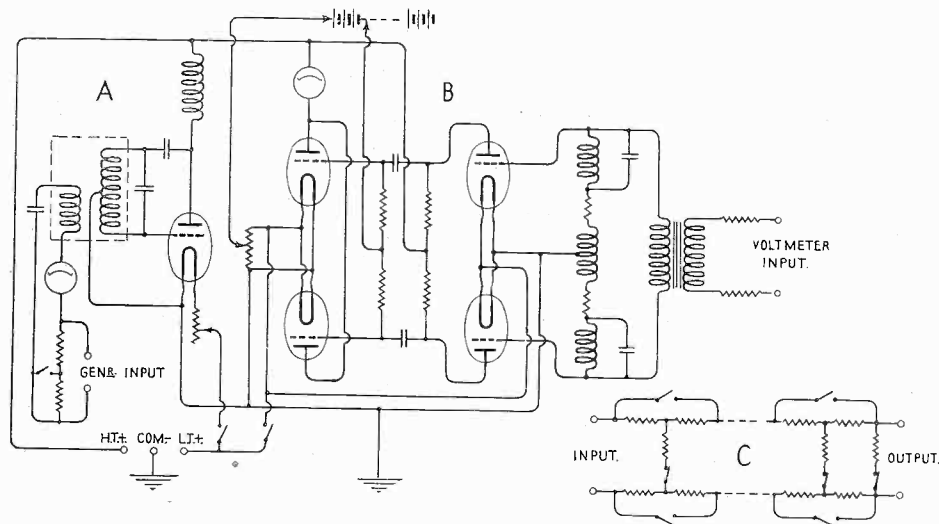 A
B
VOLTMETER
INPUT.
GENR. INPUT
H.T.+ COM- L.T.+
INPUT.
C
OUTPUT.